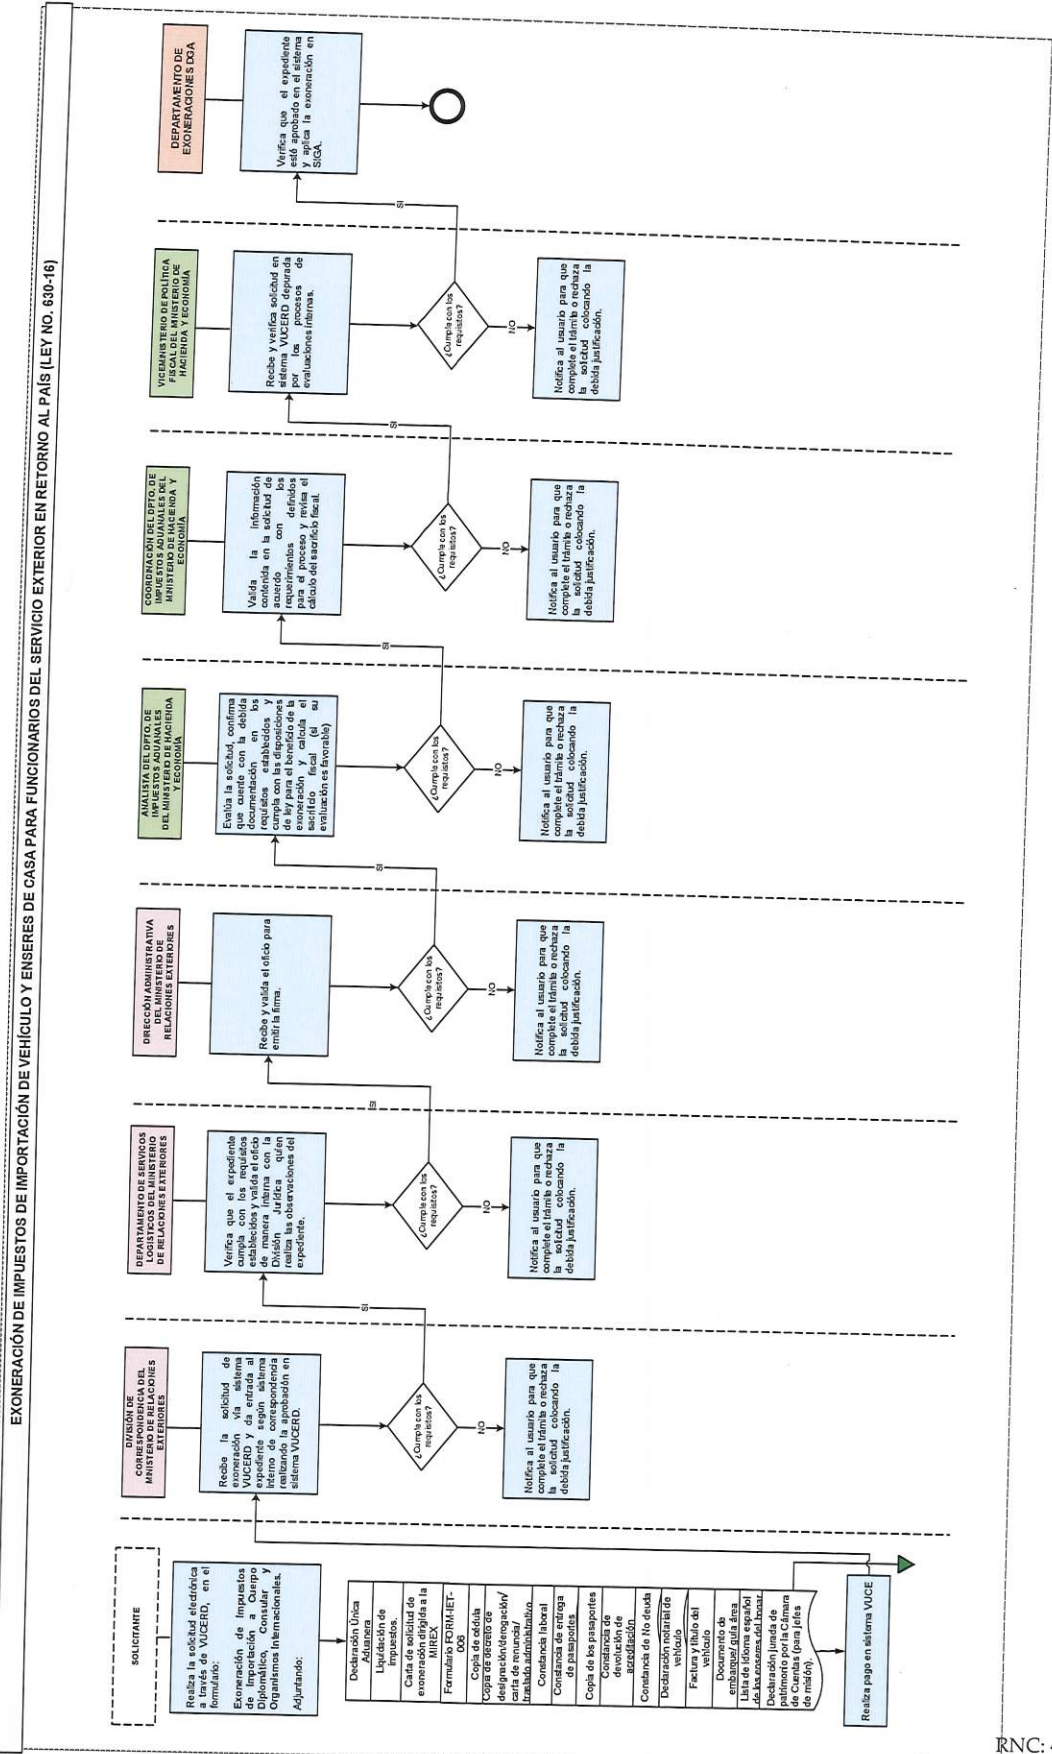 EXONERACIÓN DE IMPUESTOS DE IMPORTACIÓN DE VEHÍCULO Y ENSERES DE CASA PARA FUNCIONARIOS DEL SERVICIO EXTERIOR EN RETORNO AL PAÍS (LEY NO. 630-16)
SOLICITANTE
Realiza la solicitud electrónica
a través de VUCERD, en el
formulario:
Exoneración de Impuestos
de Importación a Cuerpo
Diplomático, Consular y
Organismos Internacionales.
Adjuntando:
Declaración Única
Aduanera
Liquidación de
Impuestos.
Carta de solicitud de
exoneración dirigida a la
MIREX
Formulario FORM-IET-
006
Copia de cédula
Copia de decreto de
designación/derogación/
carta de renuncia/
traslado administrativo
Constancia laboral
Constancia de entrega
de pasaportes
Copia de los pasaportes
Constancia de
devolución de
acreditación
Constancia de No deuda
Declaración notarial de
vehículo
Factura y título del
vehículo
Documento de
embarque/ guía área
Lista de Idioma español
de los enseres del hogar
Declaración jurada de
patrimonio por la Cámara
de Cuentas (para jefes
de misión).
Realiza pago en sistema VUCE
DIVISIÓN DE
CORRESPONDENCIA DEL
MINISTERIO DE RELACIONES
EXTERIORES
Recibe la solicitud de
exoneración vía sistema
VUCERD y da entrada al
expediente según sistema
interno de correspondencia
realizando la aprobación en
sistema VUCERD.
¿Cumple con los
requisitos?
SI
NO
Notifica al usuario para que
complete el trámite o rechaza
la solicitud colocando la
debida justificación.
DEPARTAMENTO DE SERVICOS
LOGÍSTICOS DEL MINISTERIO
DE RELACIONES EXTERIORES
Verifica que el expediente
cumpla con los requisitos
establecidos y valida el oficio
de manera interna con la
División Jurídica quien
realiza las observaciones del
expediente.
¿Cumple con los
requisitos?
SI
NO
Notifica al usuario para que
complete el trámite o rechaza
la solicitud colocando la
debida justificación.
DIRECCIÓN ADMINISTRATIVA
DEL MINISTERIO DE
RELACIONES EXTERIORES
Recibe y valida el oficio para
emitir la firma.
¿Cumple con los
requisitos?
SI
NO
Notifica al usuario para que
complete el trámite o rechaza
la solicitud colocando la
debida justificación.
ANALISTA DEL DPTO. DE
IMPUESTOS ADUANALES
DEL MINISTERIO DE HACIENDA
Y ECONOMÍA
Evalúa la solicitud, confirma
que cuente con la debida
documentación en los
requisitos establecidos y
cumpla con las disposiciones
de ley para el beneficio de la
exoneración y calcula el
sacrificio fiscal (si su
evaluación es favorable)
¿Cumple con los
requisitos?
SI
NO
Notifica al usuario para que
complete el trámite o rechaza
la solicitud colocando la
debida justificación.
COORDINACIÓN DEL DPTO. DE
IMPUESTOS ADUANALES DEL
MINISTERIO DE HACIENDA Y
ECONOMÍA
Valida la información
contenida en la solicitud de
acuerdo con los
requerimientos definidos
para el proceso y revisa el
cálculo del sacrificio fiscal.
¿Cumple con los
requisitos?
SI
NO
Notifica al usuario para que
complete el trámite o rechaza
la solicitud colocando la
debida justificación.
VICEMINISTERIO DE POLÍTICA
FISCAL DEL MINISTERIO DE
HACIENDA Y ECONOMÍA
Recibe y verifica solicitud en
sistema VUCERD depurada
por los procesos de
evaluaciones internas.
¿Cumple con los
requisitos?
SI
NO
Notifica al usuario para que
complete el trámite o rechaza
la solicitud colocando la
debida justificación.
DEPARTAMENTO DE
EXONERACIONES DGA
Verifica que el expediente
esté aprobado en el sistema
y aplica la exoneración en
SIGA.
RNC: